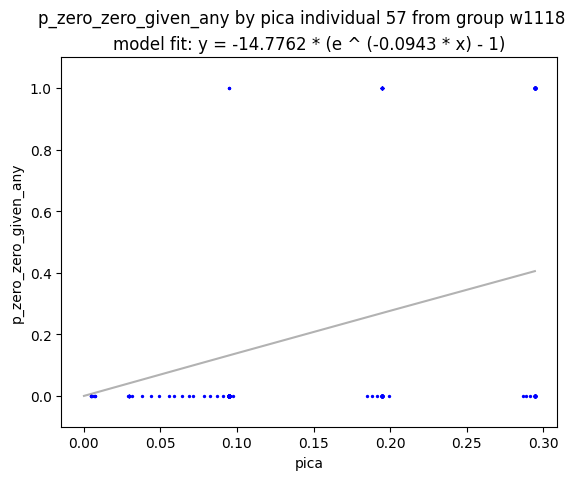 p_zero_zero_given_any by pica individual 57 from group w1118
model fit: y = -14.7762 * (e ^ (-0.0943 * x) - 1)
p_zero_zero_given_any
1.0
0.8
0.6
0.4
0.2
0.0
0.00 0.05 0.10 0.15 0.20 0.25 0.30
pica